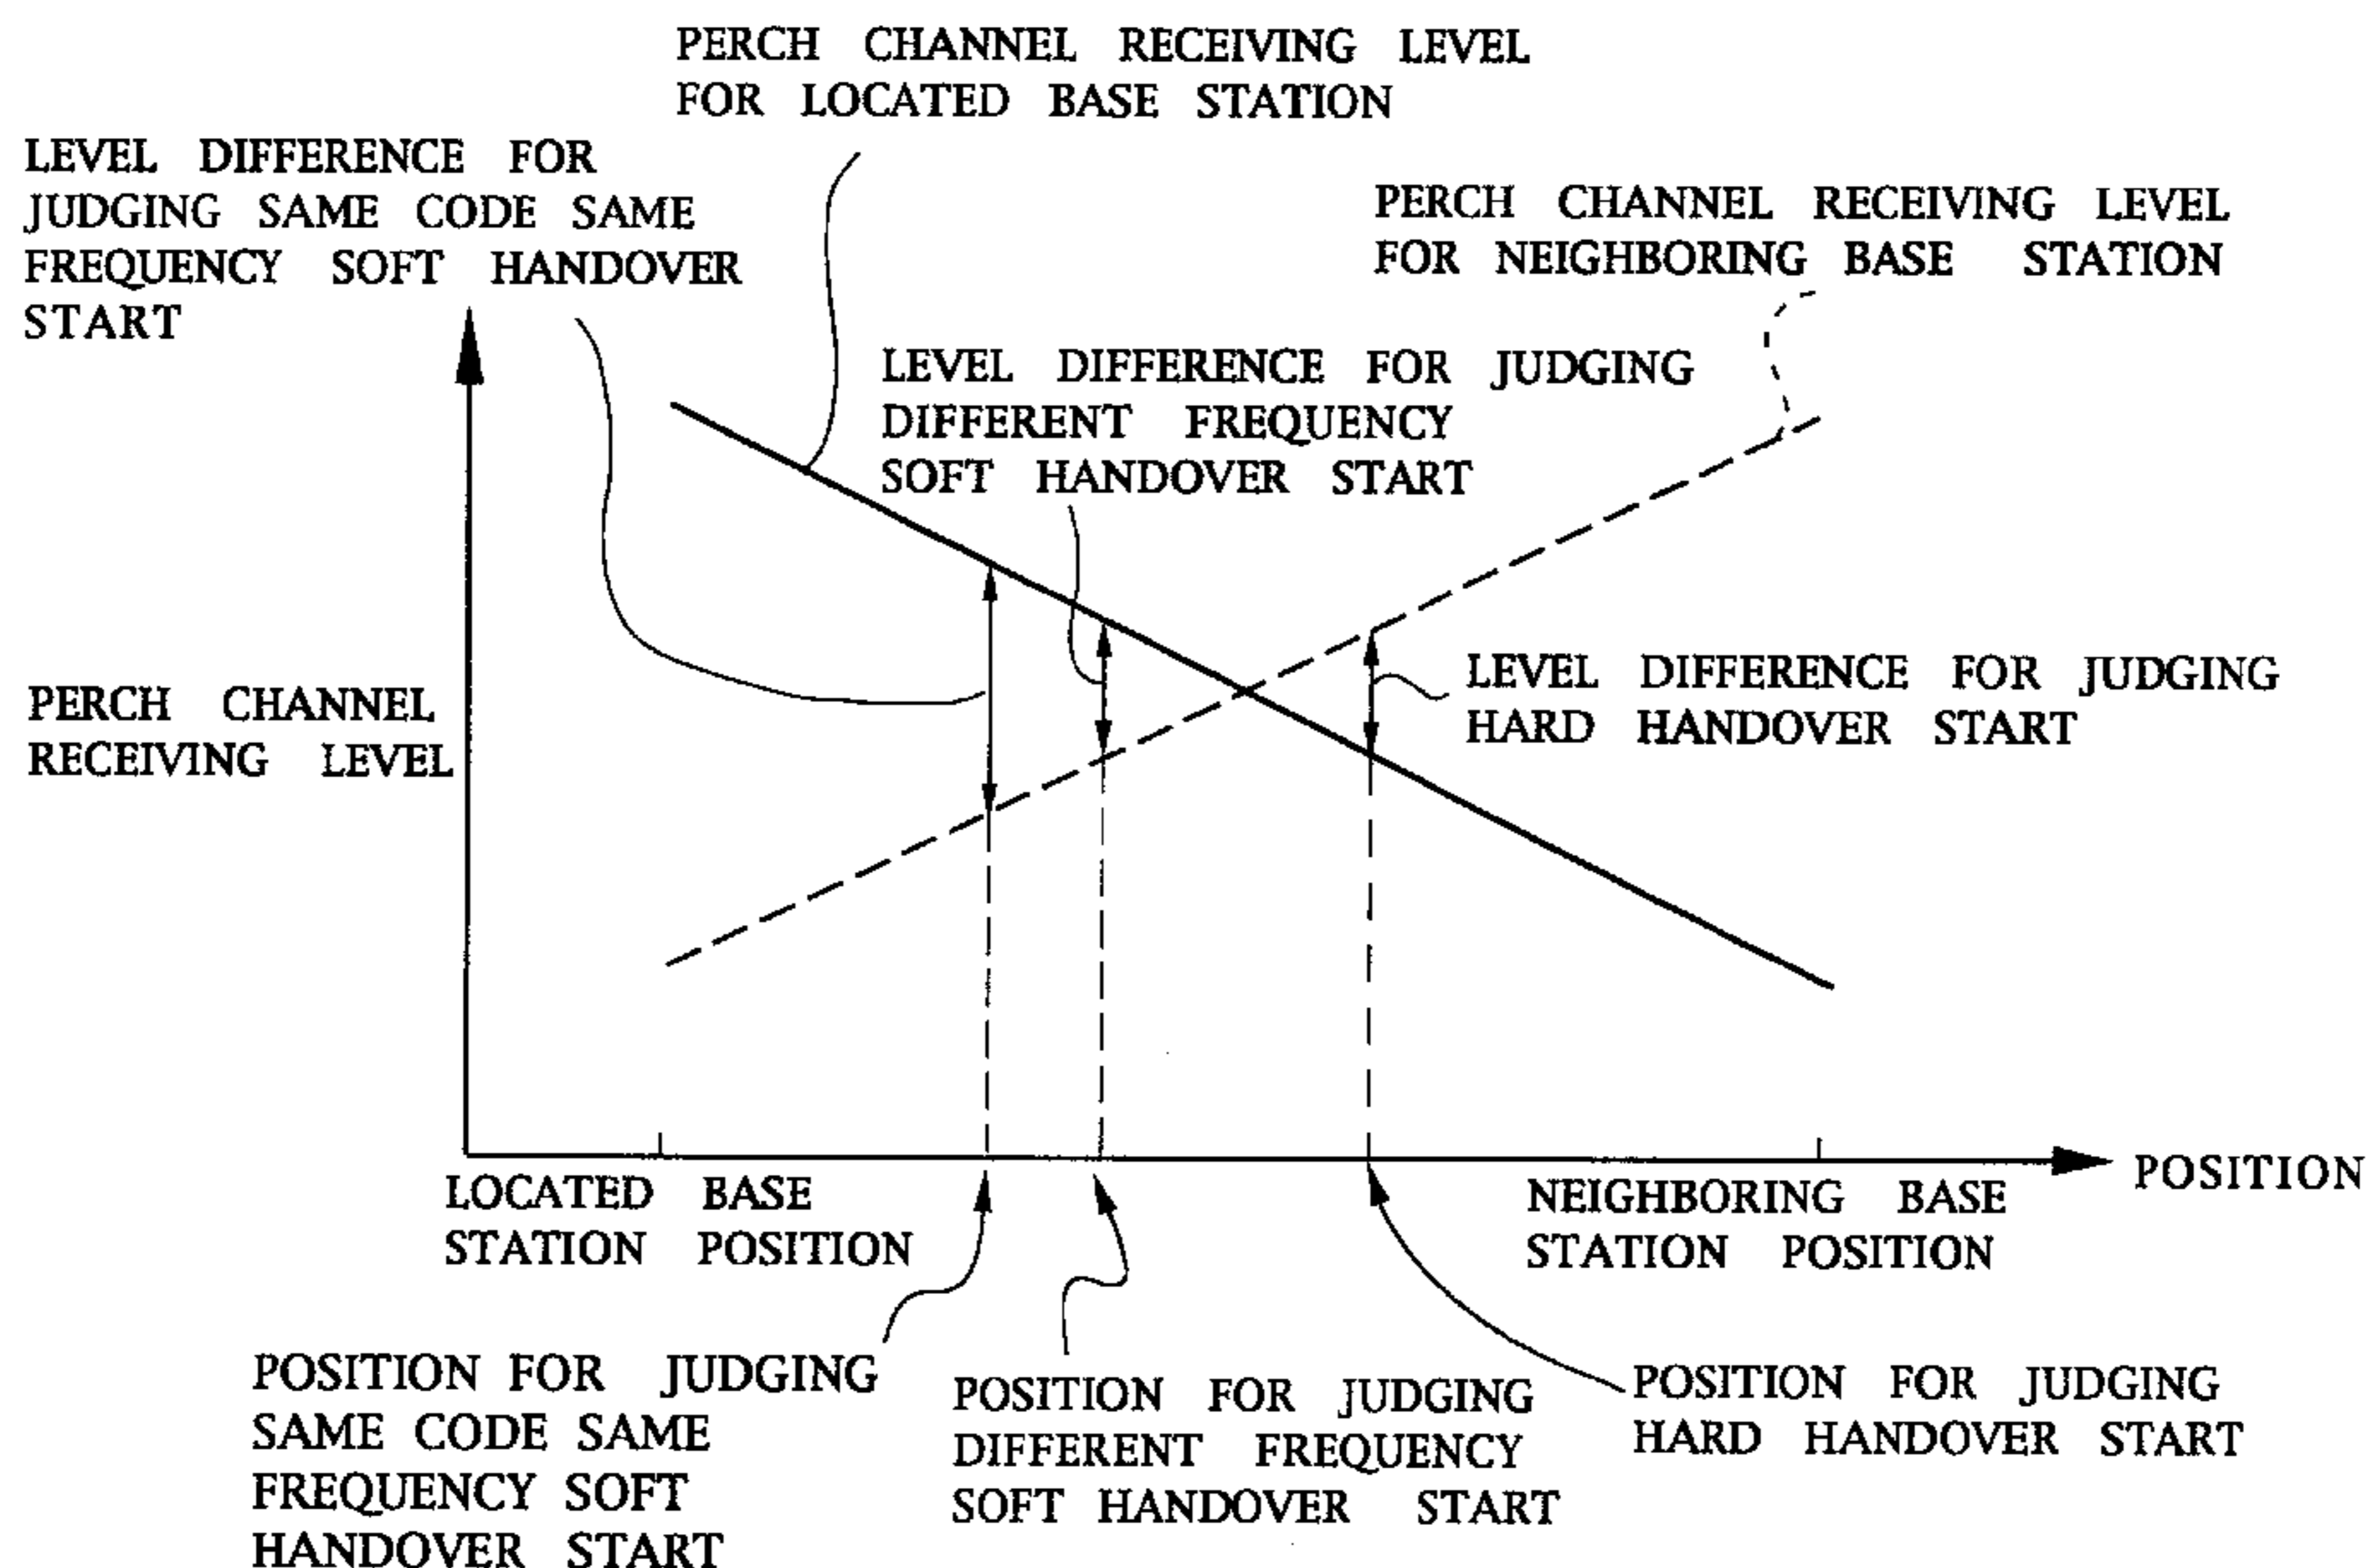 PERCH CHANNEL RECEIVING LEVEL
FOR LOCATED BASE STATION
LEVEL DIFFERENCE FOR
JUDGING SAME CODE SAME
FREQUENCY SOFT HANDOVER
START
PERCH CHANNEL RECEIVING LEVEL
FOR NEIGHBORING BASE STATION
LEVEL DIFFERENCE FOR JUDGING
DIFFERENT FREQUENCY
SOFT HANDOVER START
LEVEL DIFFERENCE FOR JUDGING
HARD HANDOVER START
PERCH CHANNEL
RECEIVING LEVEL
POSITION
LOCATED BASE
STATION POSITION
NEIGHBORING BASE
STATION POSITION
POSITION FOR JUDGING
SAME CODE SAME
FREQUENCY SOFT
HANDOVER START
POSITION FOR JUDGING
DIFFERENT FREQUENCY
SOFT HANDOVER START
POSITION FOR JUDGING
HARD HANDOVER START